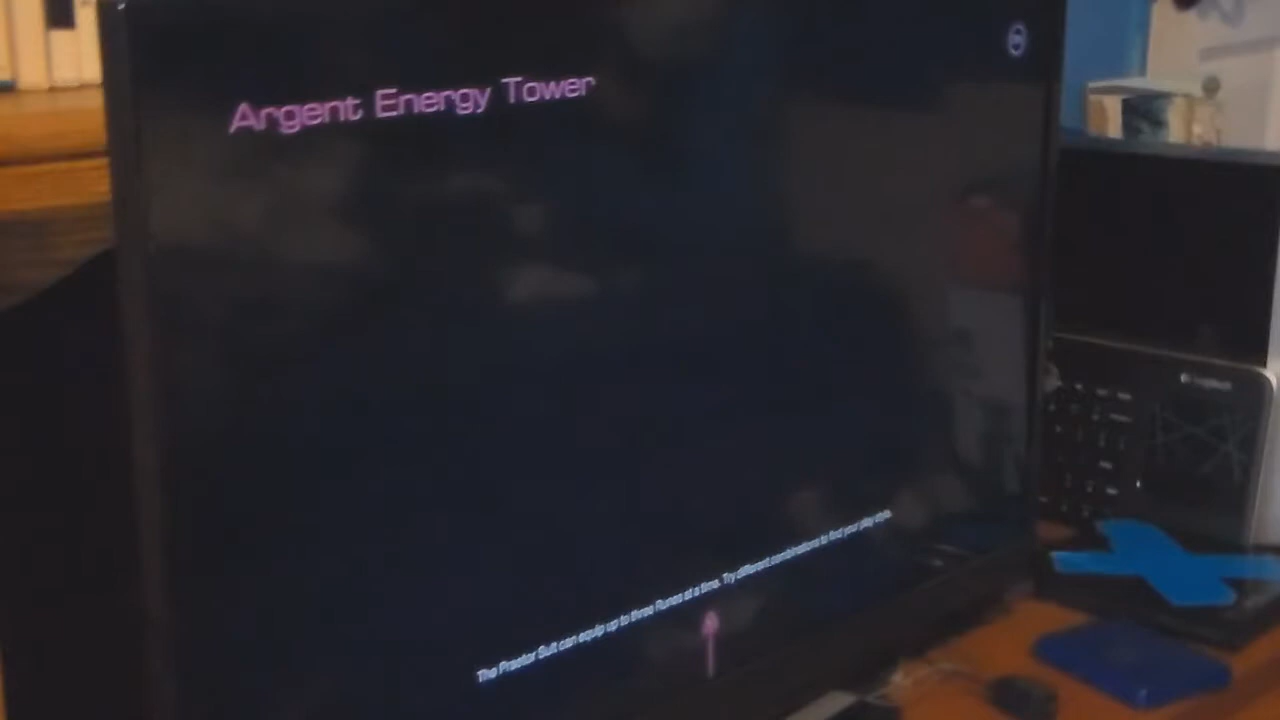 Argent Energy Tower
The Praetor Suit can equip up to three Runes at a time. Try different combinations to find your play style.